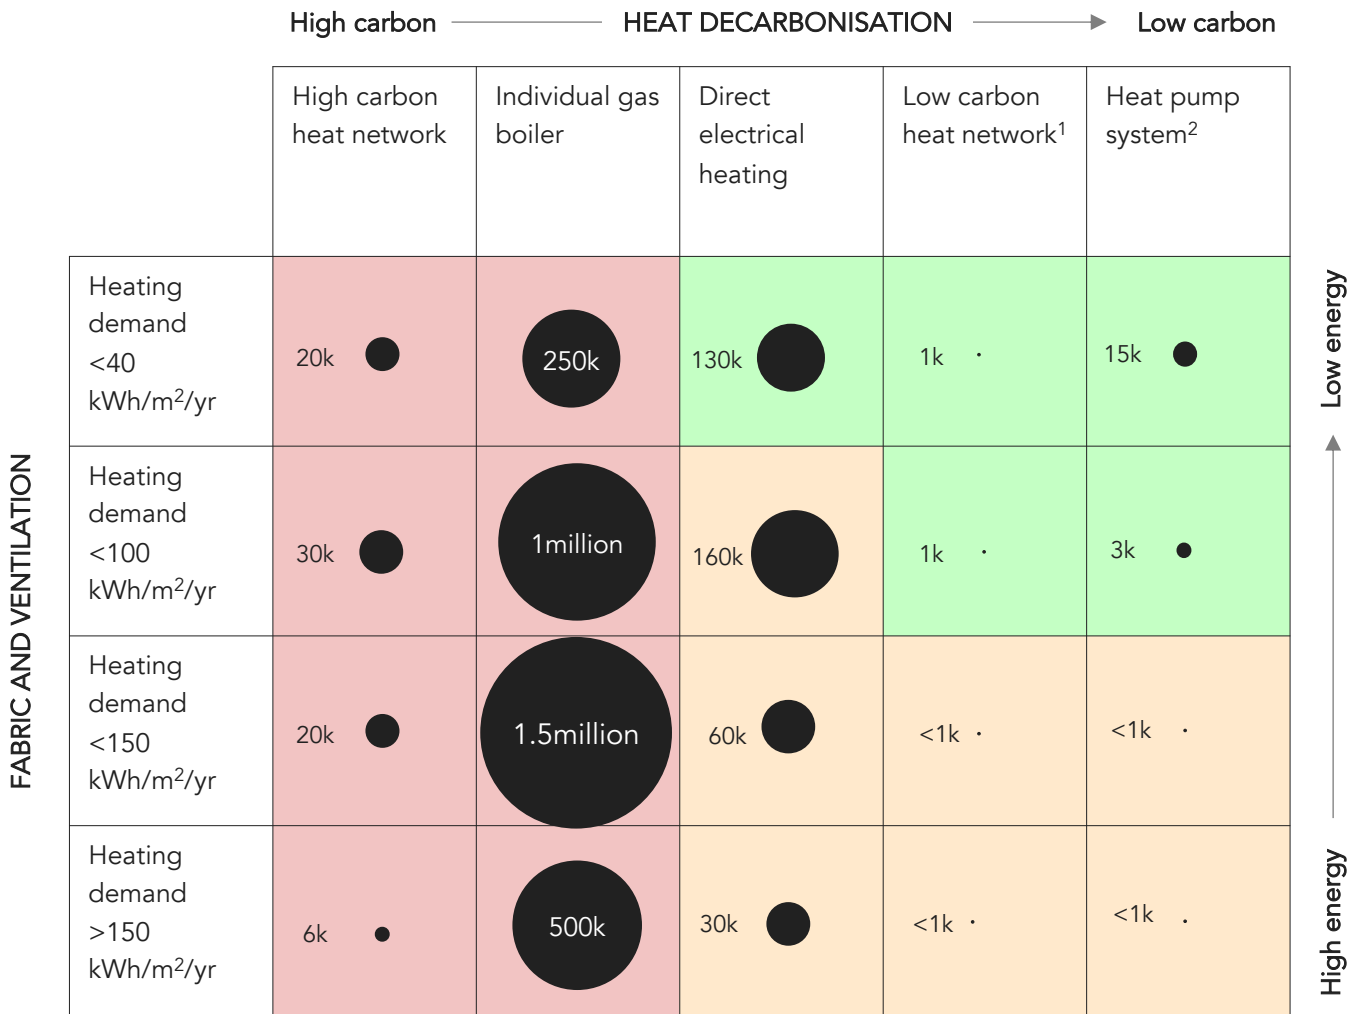 High carbon HEAT DECARBONISATION Low carbon
High carbon
heat network
Individual gas
boiler
Direct
electrical
heating
Low carbon
heat network¹
Heat pump
system²
FABRIC AND VENTILATION
Heating
demand
<40
kWh/m²/yr
20k
250k
130k
1k
15k
Heating
demand
<100
kWh/m²/yr
30k
1million
160k
1k
3k
Heating
demand
<150
kWh/m²/yr
20k
1.5million
60k
<1k
<1k
Heating
demand
>150
kWh/m²/yr
6k
500k
30k
<1k
<1k
Low energy
High energy